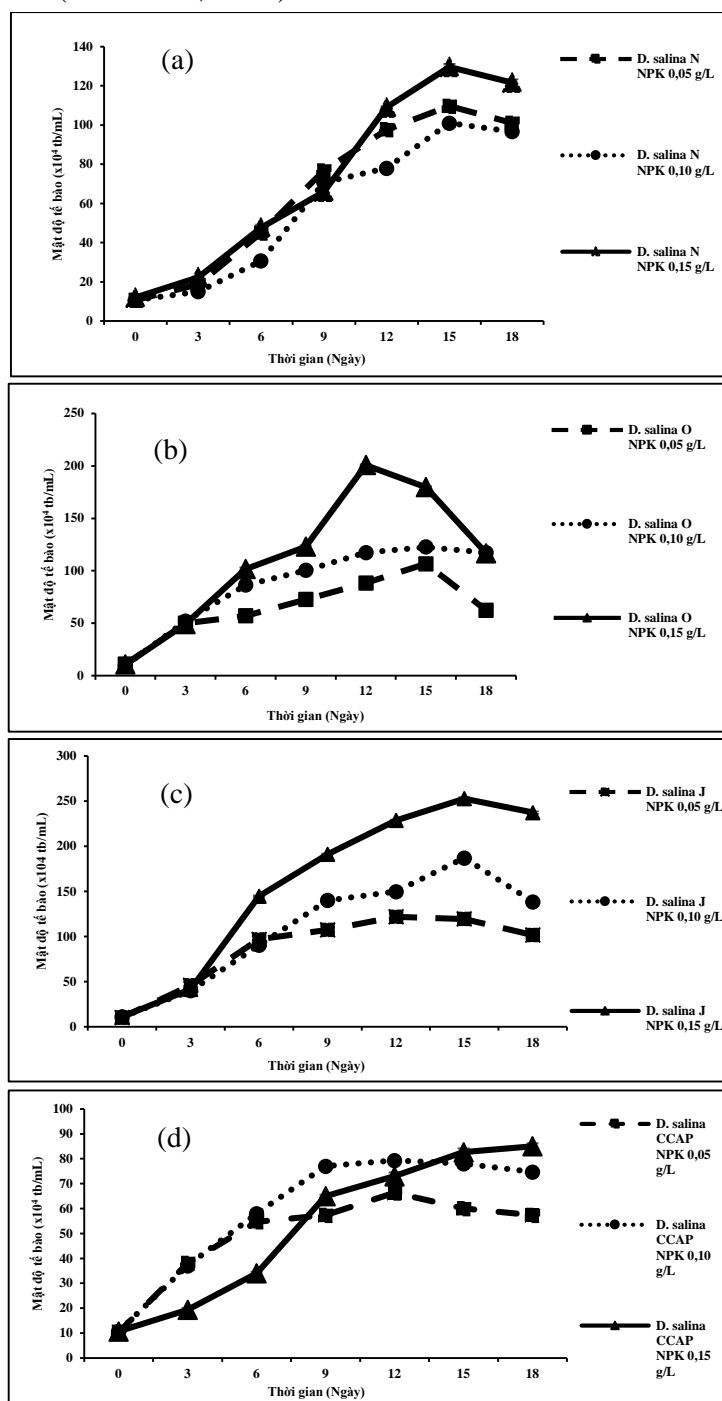 (a)
140
120
100
80
60
40
20
0
Mật độ tế bào (x10⁴ tb/mL)
0 3 6 9 12 15 18
Thời gian (Ngày)
D. salina N
NPK 0,05 g/L
D. salina N
NPK 0,10 g/L
D. salina N
NPK 0,15 g/L
(b)
250
200
150
100
50
0
Mật độ tế bào (x10⁴ tb/mL)
0 3 6 9 12 15 18
Thời gian (Ngày)
D. salina O
NPK 0,05 g/L
D. salina O
NPK 0,10 g/L
D. salina O
NPK 0,15 g/L
(c)
300
250
200
150
100
50
0
Mật độ tế bào (x104 tb/mL)
0 3 6 9 12 15 18
Thời gian (Ngày)
D. salina J
NPK 0,05 g/L
D. salina J
NPK 0,10 g/L
D. salina J
NPK 0,15 g/L
(d)
100
90
80
70
60
50
40
30
20
10
0
Mật độ tế bào (x10⁴ tb/mL)
0 3 6 9 12 15 18
Thời gian (Ngày)
D. salina
CCAP
NPK 0,05
g/L
D. salina
CCAP
NPK 0,10
g/L
D. salina
CCAP
NPK 0,15
g/L